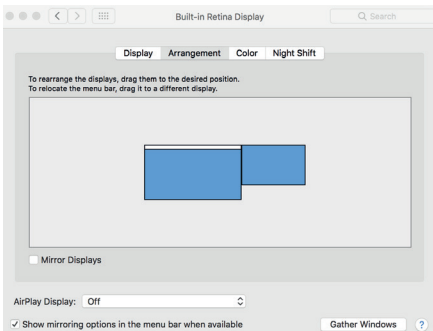 Built-in Retina Display
Search
Display Arrangement Color Night Shift
To rearrange the displays, drag them to the desired position.
To relocate the menu bar, drag it to a different display.
Mirror Displays
AirPlay Display: Off
Show mirroring options in the menu bar when available
Gather Windows ?